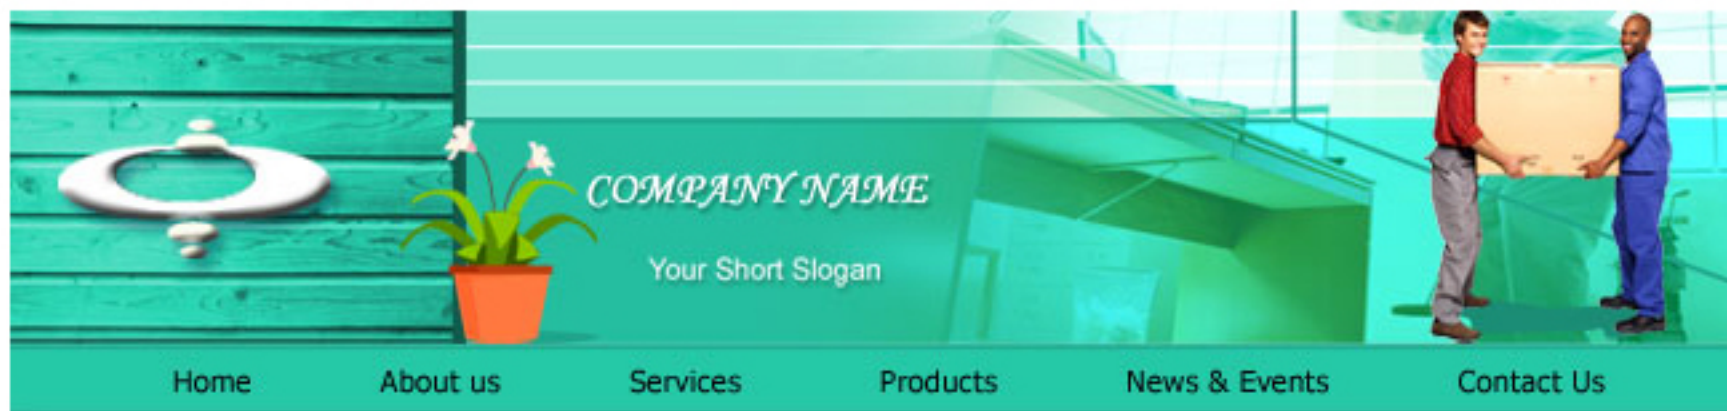 COMPANY NAME
Your Short Slogan
Home About us Services Products News & Events Contact Us